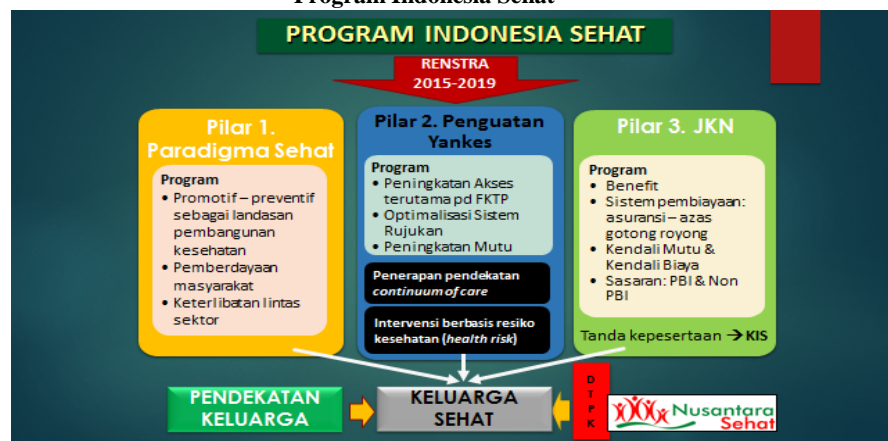 Program Indonesia Sehat
PROGRAM INDONESIA SEHAT
RENSTRA
2015-2019
Pilar 1.
Paradigma Sehat
Program
• Promotif – preventif
sebagai landasan
pembangunan
kesehatan
• Pemberdayaan
masyarakat
• Keterlibatan lintas
sektor
Pilar 2. Penguatan
Yankes
Program
• Peningkatan Akses
terutama pd FKTP
• Optimalisasi Sistem
Rujukan
• Peningkatan Mutu
Penerapan pendekatan
continuum of care
Intervensi berbasis resiko
kesehatan (health risk)
Pilar 3. JKN
Program
• Benefit
• Sistem pembiayaan:
asuransi – azas
gotong royong
• Kendali Mutu &
Kendali Biaya
• Sasaran: PBI & Non
PBI
Tanda kepesertaan → KIS
PENDEKATAN
KELUARGA
KELUARGA
SEHAT
D
T
P
K
Nusantara
Sehat